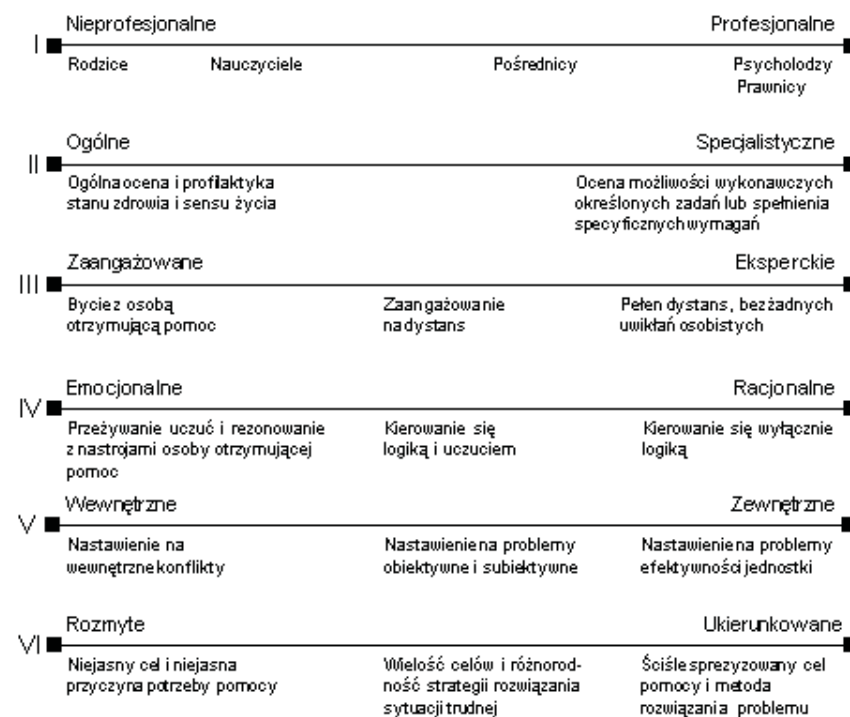 Nieprofesjonalne Profesjonalne
I
Rodzice Nauczyciele Pośrednicy Psycholodzy
Prawnicy
Ogólne Specjalistyczne
II
Ogólna ocena i profilaktyka Ocena możliwości wykonawczych
stanu zdrowia i sensu życia określonych zadań lub spełnienia
specyficznych wymagań
Zaangażowane Eksperckie
III
Bycie z osobą Zaangażowanie Pełen dystans, bez żadnych
otrzymującą pomoc na dystans uwikłań osobistych
Emocjonalne Racjonalne
IV
Przeżywanie uczuć i rezonowanie Kierowanie się Kierowanie się wyłącznie
z nastrojami osoby otrzymującej logiką i uczuciem logiką
pomoc
Wewnętrzne Zewnętrzne
V
Nastawienie na Nastawienie na problemy Nastawienie na problemy
wewnętrzne konflikty obiektywne i subiektywne efektywności jednostki
Rozmyte Ukierunkowane
VI
Niejasny cel i niejasna Wielość celów i różnorod- Ściśle sprezyzowany cel
przyczyna potrzeby pomocy ność strategii rozwiązania pomocy i metoda
sytuacji trudnej rozwiązania problemu